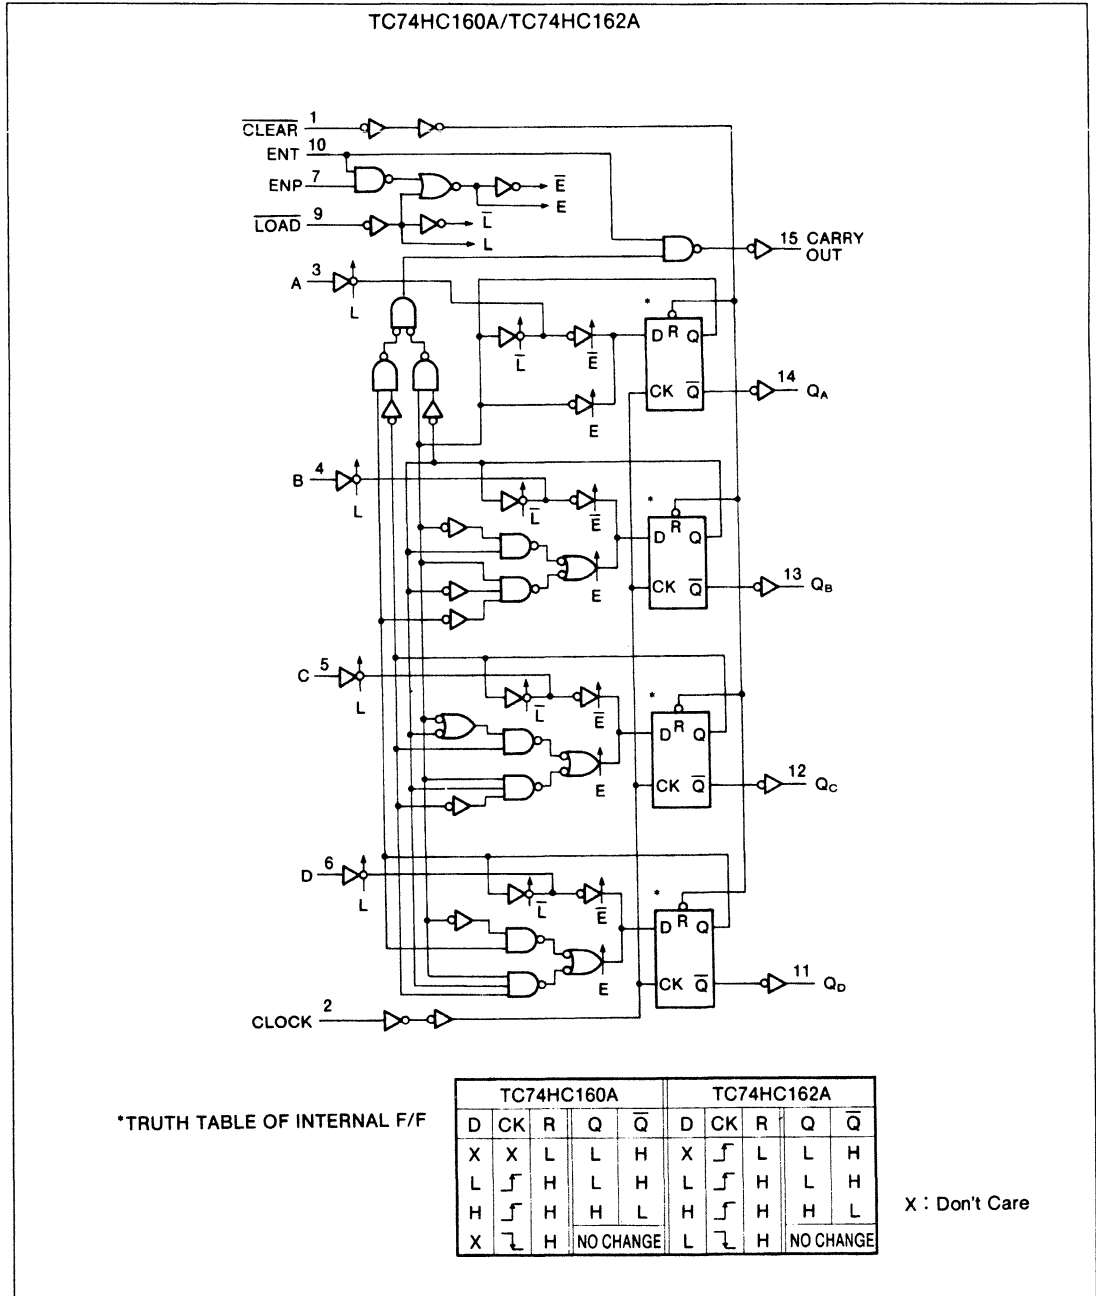 TC74HC160A/TC74HC162A
CLEAR 1
ENT 10
ENP 7
E
E
LOAD 9
L
L
15 CARRY
OUT
A 3
L
L
E
E
*
D R Q
CK Q
14 QA
B 4
L
L
E
E
*
D R Q
CK Q
13 QB
C 5
L
L
E
E
*
D R Q
CK Q
12 QC
D 6
L
L
E
E
*
D R Q
CK Q
11 QD
CLOCK 2
*TRUTH TABLE OF INTERNAL F/F
TC74HC160A TC74HC162A
D CK R Q Q D CK R Q Q
X X L L H X L L H
L H L H L H L H
H H H L H H H L
X H NO CHANGE L H NO CHANGE
X : Don't Care